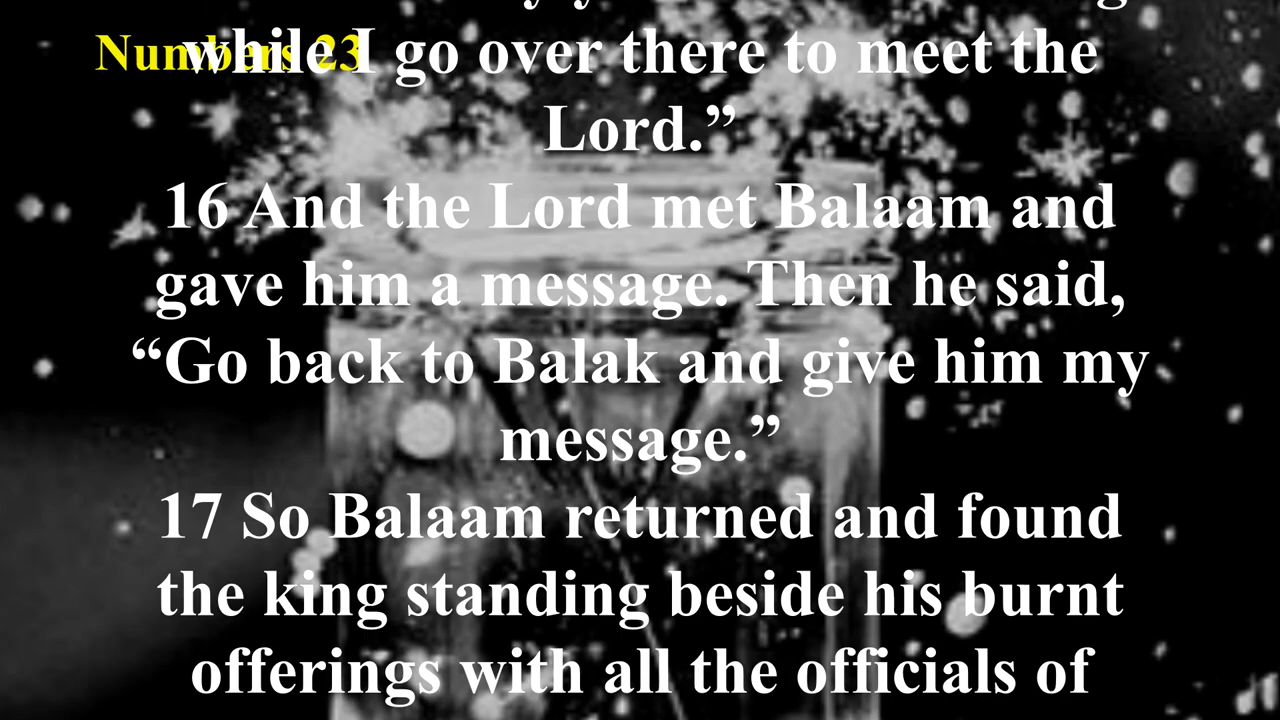 Numbers 23
while I go over there to meet the
Lord.”
16 And the Lord met Balaam and
gave him a message. Then he said,
“Go back to Balak and give him my
message.”
17 So Balaam returned and found
the king standing beside his burnt
offerings with all the officials of